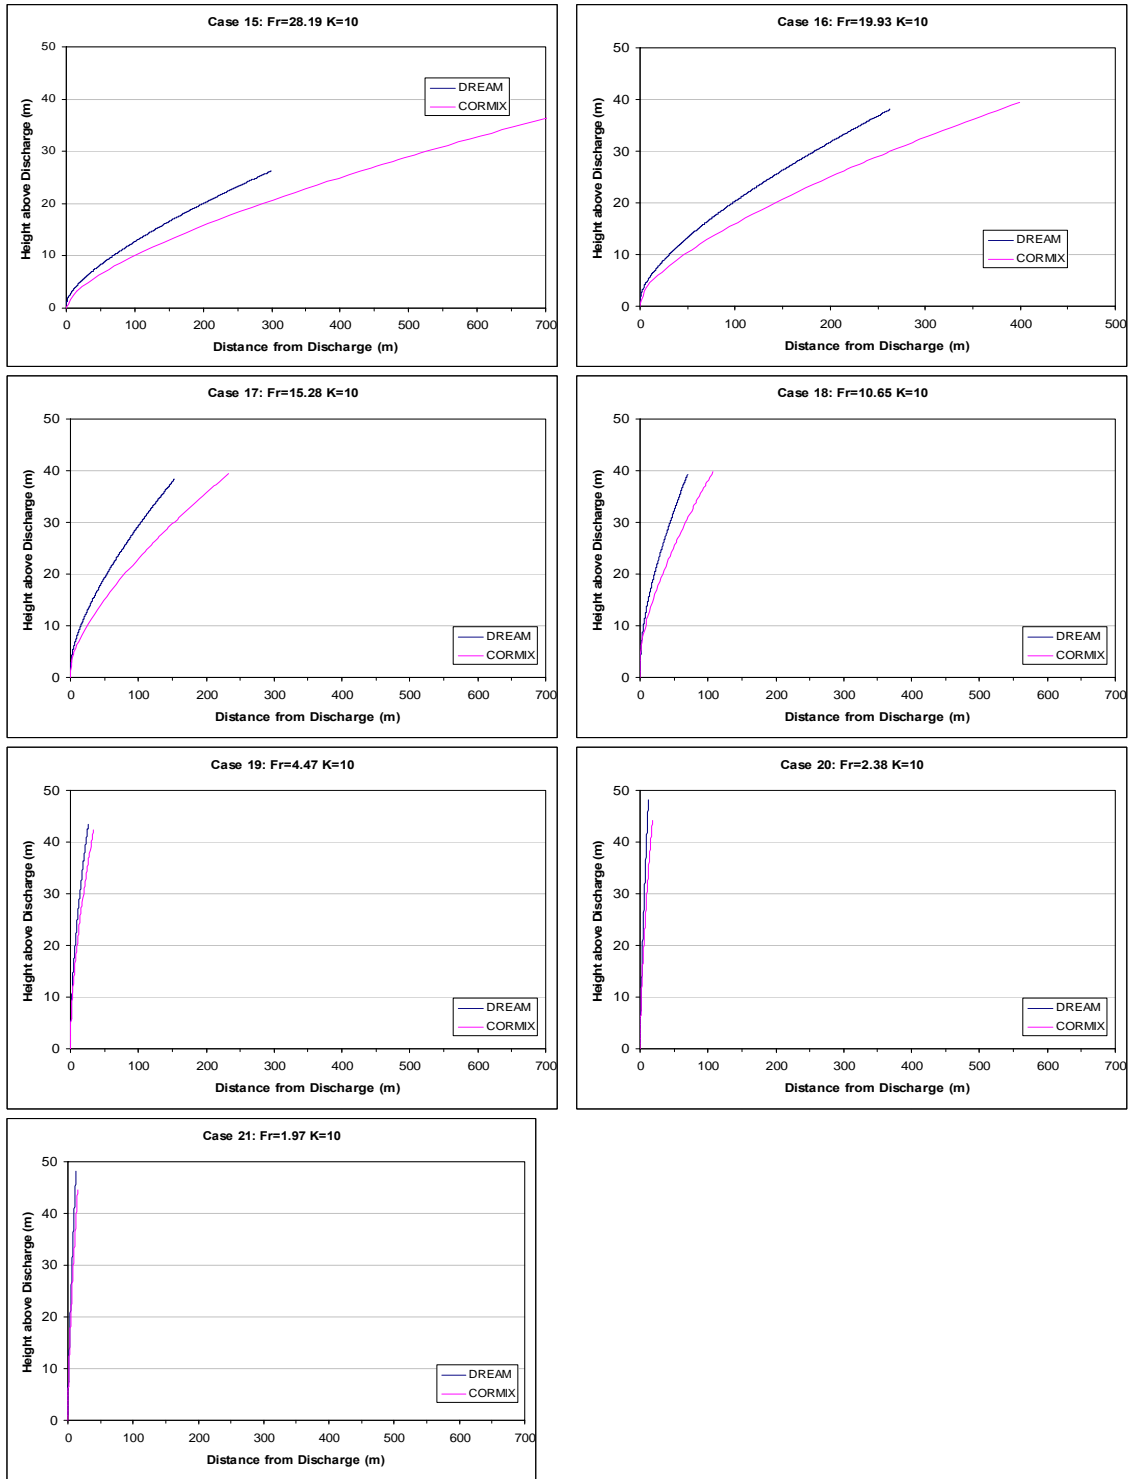 Case 15: Fr=28.19 K=10
Height above Discharge (m)
50
40
30
20
10
0
DREAM
CORMIX
0 100 200 300 400 500 600 700
Distance from Discharge (m)
Case 16: Fr=19.93 K=10
Height above Discharge (m)
50
40
30
20
10
0
DREAM
CORMIX
0 100 200 300 400 500
Distance from Discharge (m)
Case 17: Fr=15.28 K=10
Height above Discharge (m)
50
40
30
20
10
0
DREAM
CORMIX
0 100 200 300 400 500 600 700
Distance from Discharge (m)
Case 18: Fr=10.65 K=10
Height above Discharge (m)
50
40
30
20
10
0
DREAM
CORMIX
0 100 200 300 400 500 600 700
Distance from Discharge (m)
Case 19: Fr=4.47 K=10
Height above Discharge (m)
50
40
30
20
10
0
DREAM
CORMIX
0 100 200 300 400 500 600 700
Distance from Discharge (m)
Case 20: Fr=2.38 K=10
Height above Discharge (m)
50
40
30
20
10
0
DREAM
CORMIX
0 100 200 300 400 500 600 700
Distance from Discharge (m)
Case 21: Fr=1.97 K=10
Height above Discharge (m)
50
40
30
20
10
0
DREAM
CORMIX
0 100 200 300 400 500 600 700
Distance from Discharge (m)